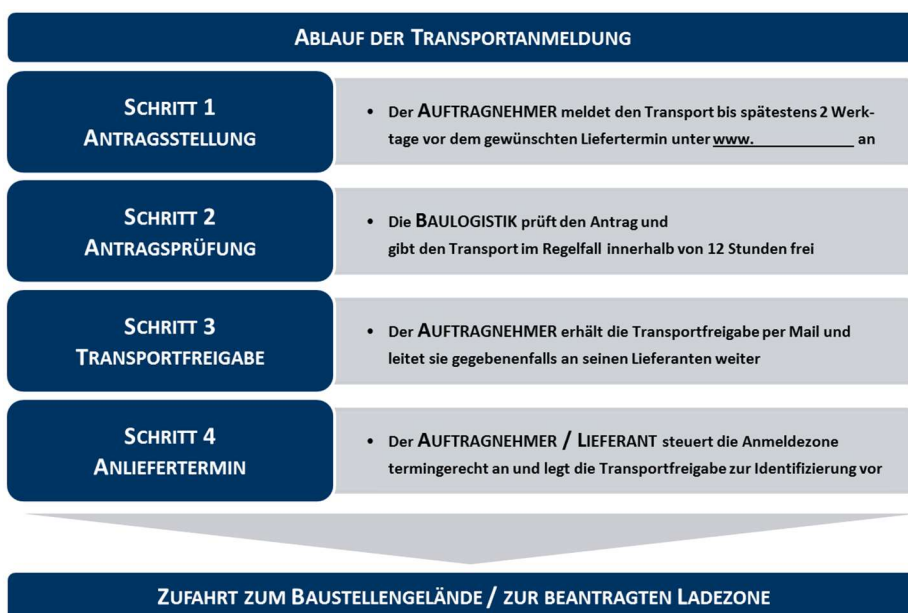 ABLAUF DER TRANSPORTANMELDUNG
SCHRITT 1
ANTRAGSSTELLUNG
• Der AUFTRAGNEHMER meldet den Transport bis spätestens 2 Werk-
tage vor dem gewünschten Liefertermin unter www.____________ an
SCHRITT 2
ANTRAGSPRÜFUNG
• Die BAULOGISTIK prüft den Antrag und
gibt den Transport im Regelfall innerhalb von 12 Stunden frei
SCHRITT 3
TRANSPORTFREIGABE
• Der AUFTRAGNEHMER erhält die Transportfreigabe per Mail und
leitet sie gegebenenfalls an seinen Lieferanten weiter
SCHRITT 4
ANLIEFERTERMIN
• Der AUFTRAGNEHMER / LIEFERANT steuert die Anmeldezone
termingerecht an und legt die Transportfreigabe zur Identifizierung vor
ZUFAHRT ZUM BAUSTELLENGELÄNDE / ZUR BEANTRAGTEN LADEZONE